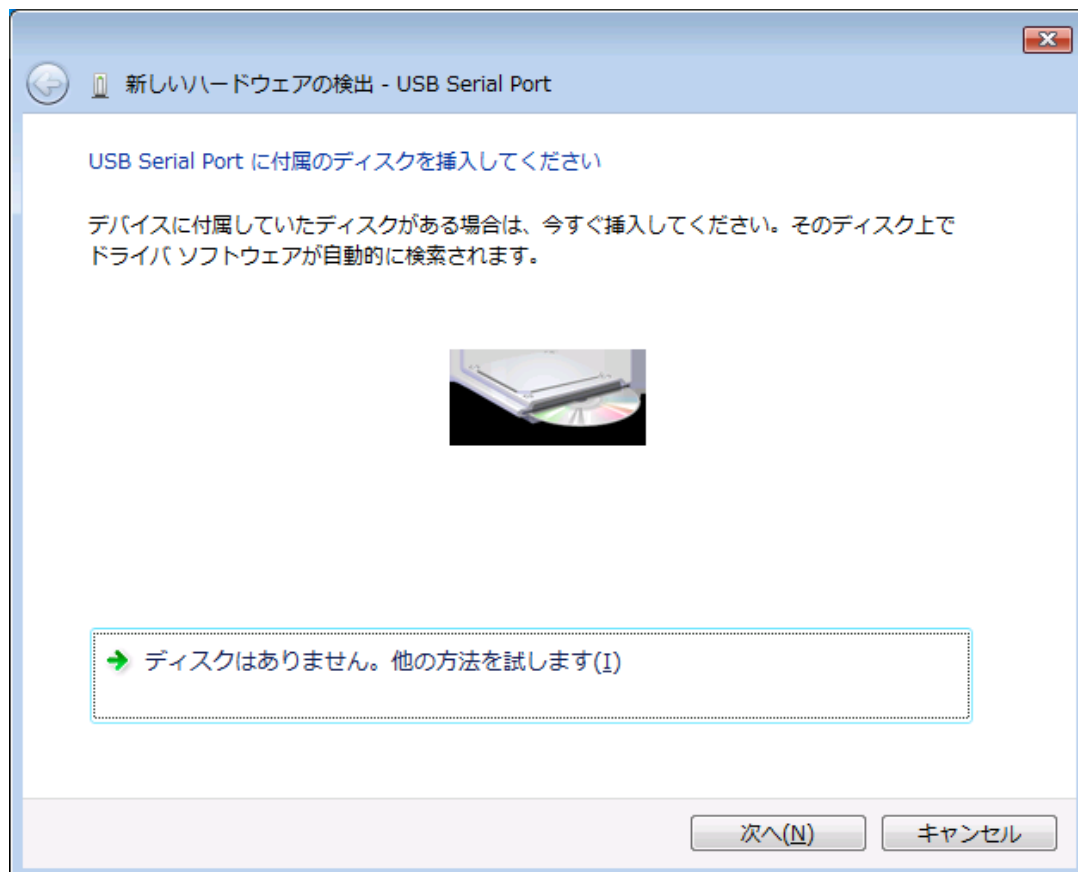 新しいハードウェアの検出 - USB Serial Port
USB Serial Port に付属のディスクを挿入してください
デバイスに付属していたディスクがある場合は、今すぐ挿入してください。そのディスク上で
ドライバ ソフトウェアが自動的に検索されます。
ディスクはありません。他の方法を試します(I)
次へ(N)
キャンセル